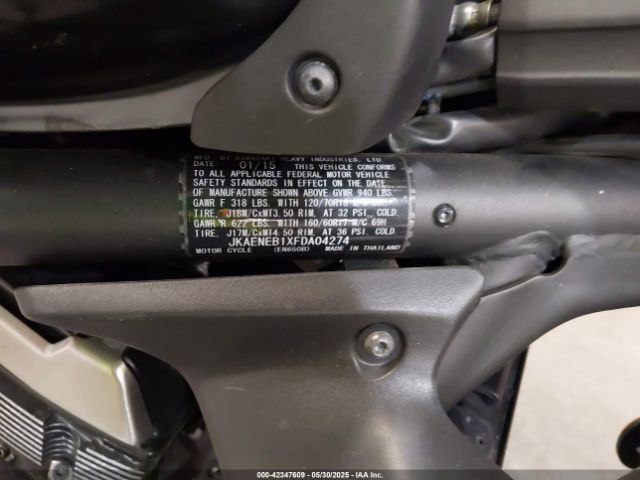 MFD. BY KAWASAKI HEAVY INDUSTRIES, LTD.
DATE: 01/15 THIS VEHICLE CONFORMS
TO ALL APPLICABLE FEDERAL MOTOR VEHICLE
SAFETY STANDARDS IN EFFECT ON THE DATE
OF MANUFACTURE SHOWN ABOVE GVWR 940 LBS.
GAWR F 318 LBS. WITH 120/70R18 M/C 59H
TIRE, J18M/CxMT3.50 RIM, AT 32 PSI. COLD.
GAWR R 622 LBS. WITH 160/60R17 M/C 69H
TIRE, J17M/CxMT4.50 RIM, AT 36 PSI. COLD.
JKAENEB1XFDA04274
MOTOR CYCLE (EN650B) MADE IN THAILAND
000-42347609 05/30/2025 IAA Inc.